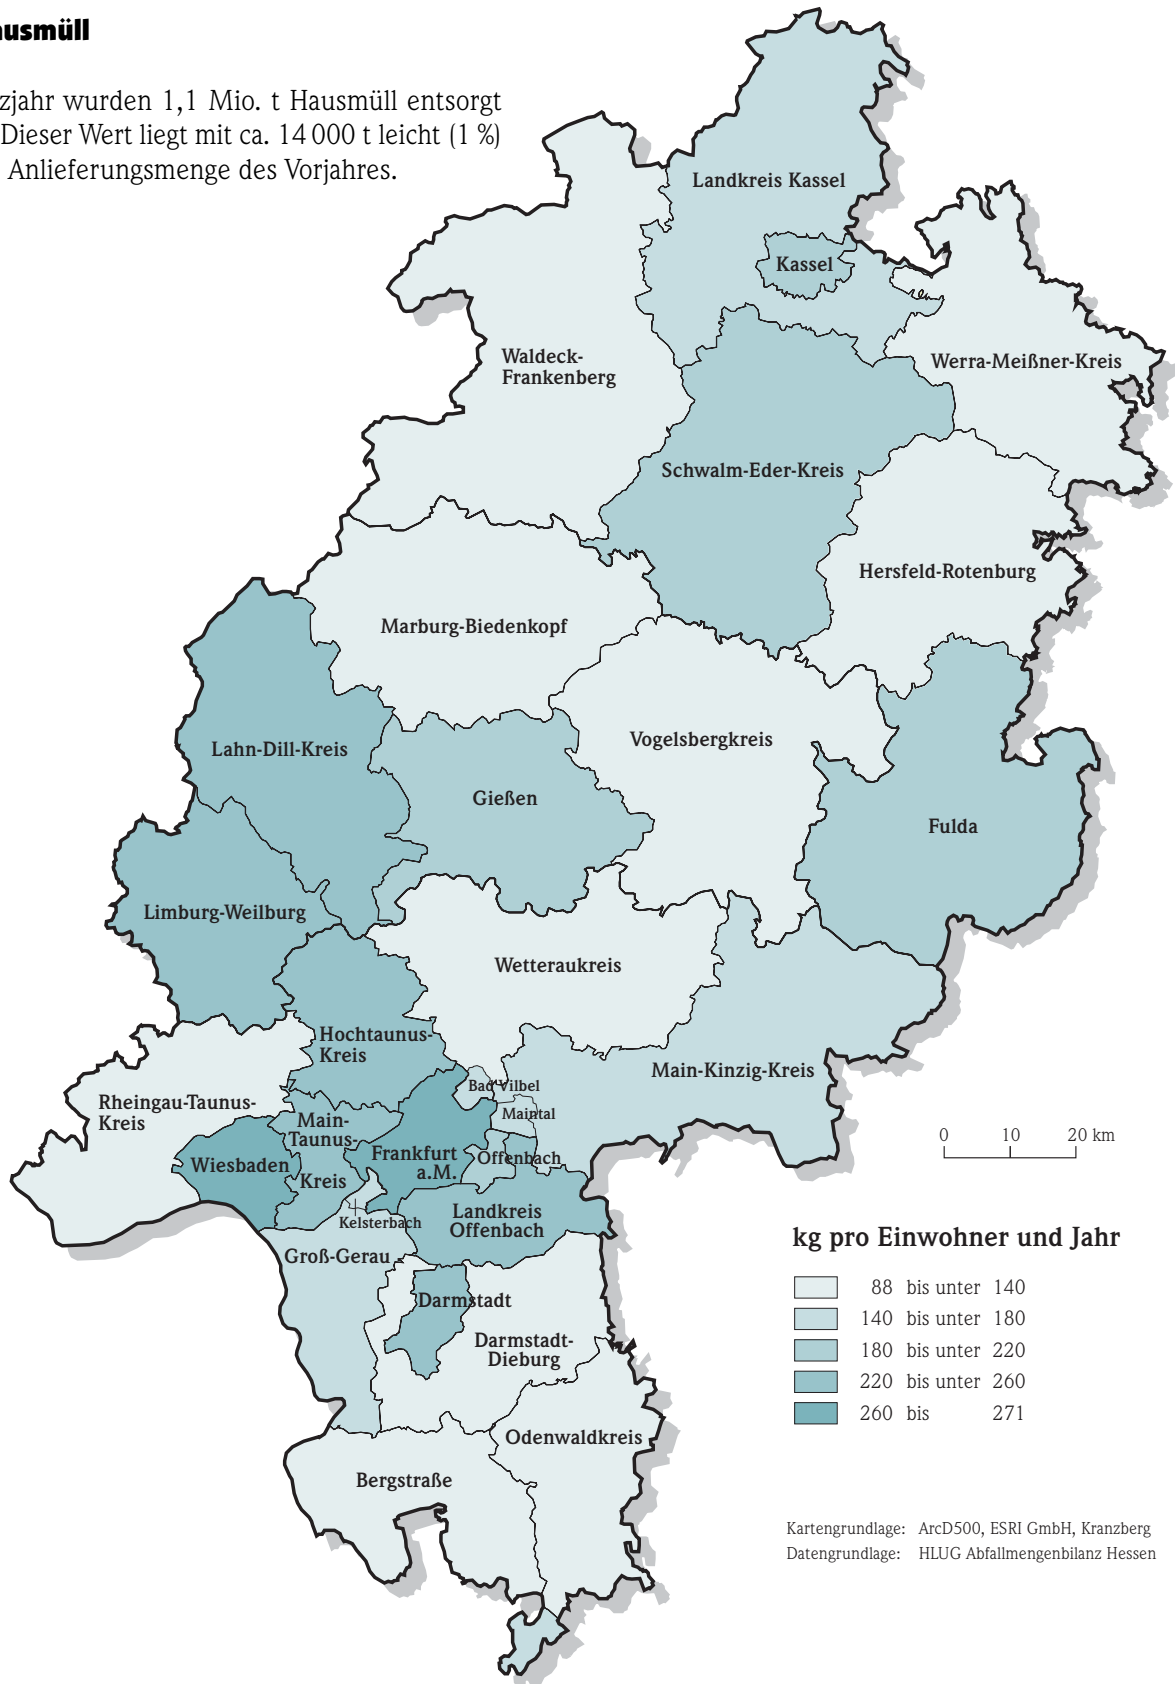 ausmüll
zjahr wurden 1,1 Mio. t Hausmüll entsorgt
Dieser Wert liegt mit ca. 14 000 t leicht (1 %)
Anlieferungsmenge des Vorjahres.
Landkreis Kassel
Kassel
Waldeck-
Frankenberg
Werra-Meißner-Kreis
Schwalm-Eder-Kreis
Hersfeld-Rotenburg
Marburg-Biedenkopf
Vogelsbergkreis
Lahn-Dill-Kreis
Gießen
Fulda
Limburg-Weilburg
Wetteraukreis
Hochtaunus-
Kreis
Main-Kinzig-Kreis
Bad Vilbel
Rheingau-Taunus-
Kreis
Maintal
Main-
Taunus-
Kreis
Frankfurt
a.M.
Offenbach
Wiesbaden
Kelsterbach
Landkreis
Offenbach
Groß-Gerau
Darmstadt
Darmstadt-
Dieburg
Odenwaldkreis
Bergstraße
0 10 20 km
kg pro Einwohner und Jahr
88 bis unter 140
140 bis unter 180
180 bis unter 220
220 bis unter 260
260 bis 271
Kartengrundlage: ArcD500, ESRI GmbH, Kranzberg
Datengrundlage: HLUG Abfallmengenbilanz Hessen